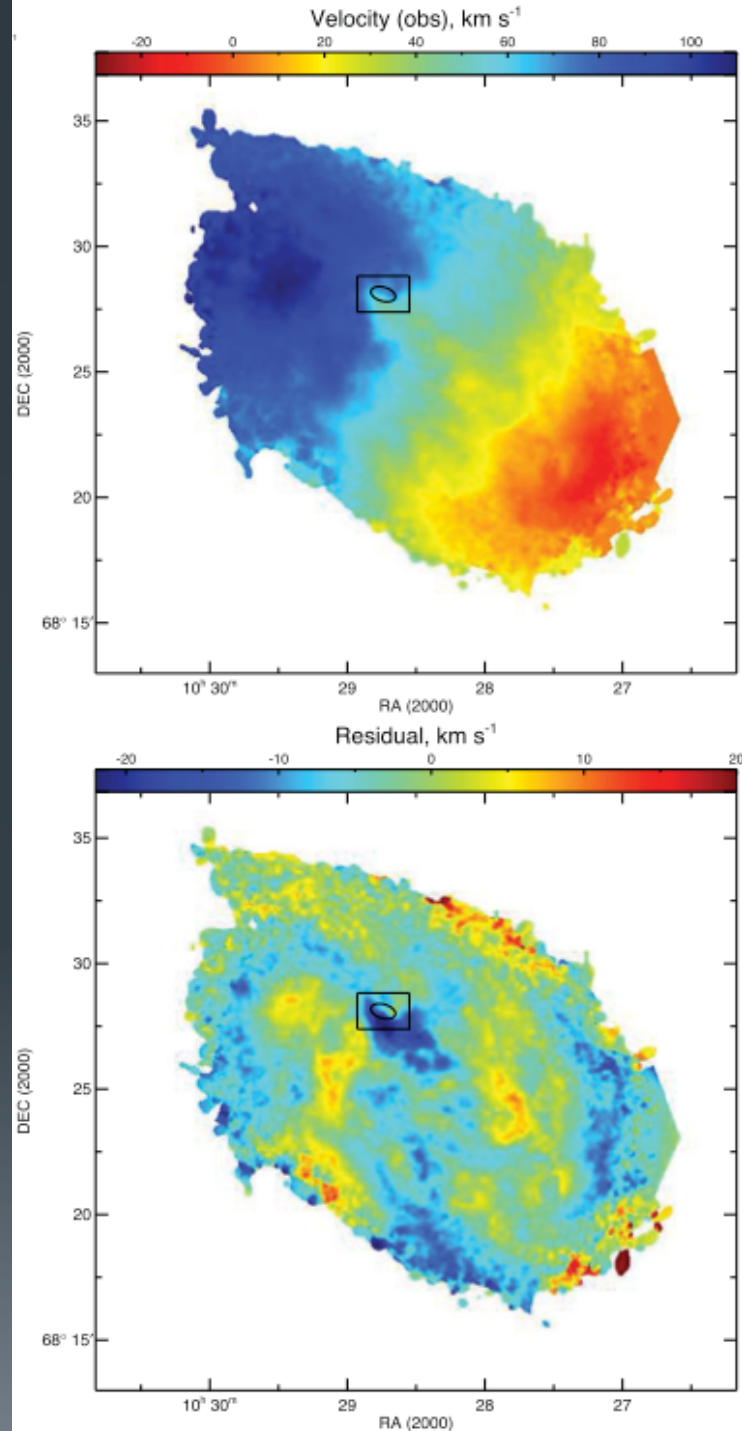 Velocity (obs), km s⁻¹
-20 0 20 40 60 80 100
35
30
DEC (2000)
25
20
68° 15′
10ʰ 30ᵐ 29 28 27
RA (2000)
Residual, km s⁻¹
-20 -10 0 10 20
35
30
DEC (2000)
25
20
68° 15′
10ʰ 30ᵐ 29 28 27
RA (2000)